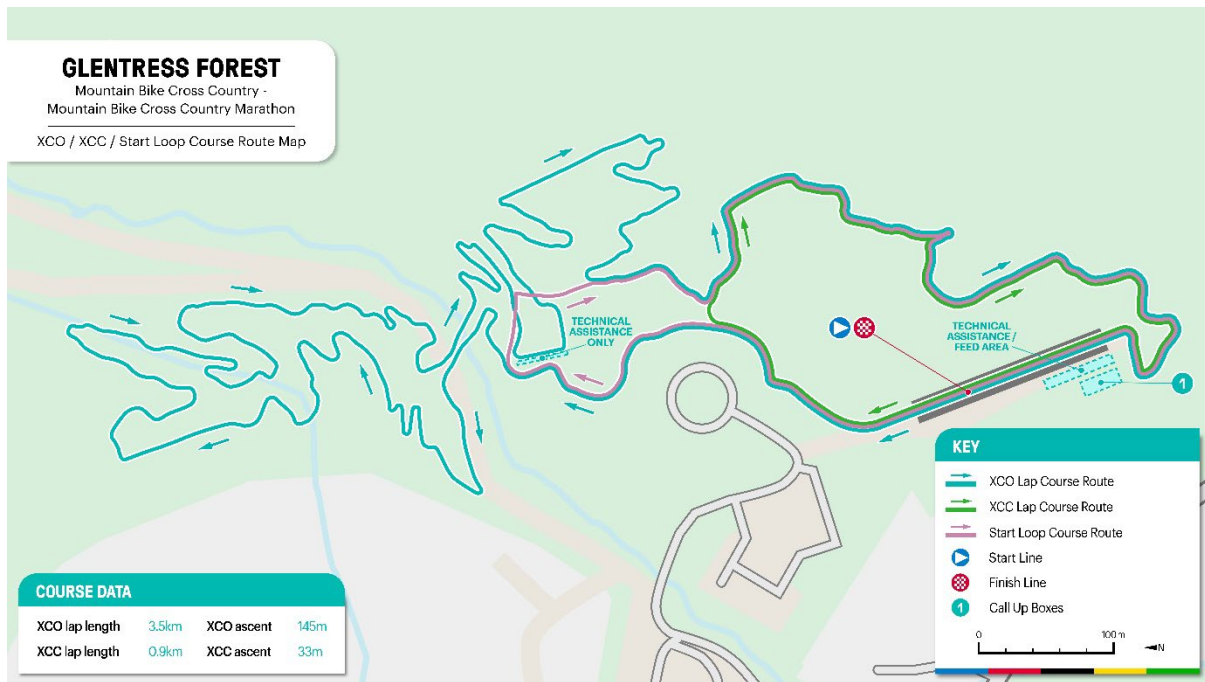 GLENTRESS FOREST
Mountain Bike Cross Country -
Mountain Bike Cross Country Marathon
XCO / XCC / Start Loop Course Route Map
TECHNICAL
ASSISTANCE
ONLY
TECHNICAL
ASSISTANCE /
FEED AREA
1
KEY
XCO Lap Course Route
XCC Lap Course Route
Start Loop Course Route
Start Line
Finish Line
1 Call Up Boxes
0 100m
N
COURSE DATA
XCO lap length 3.5km XCO ascent 145m
XCC lap length 0.9km XCC ascent 33m